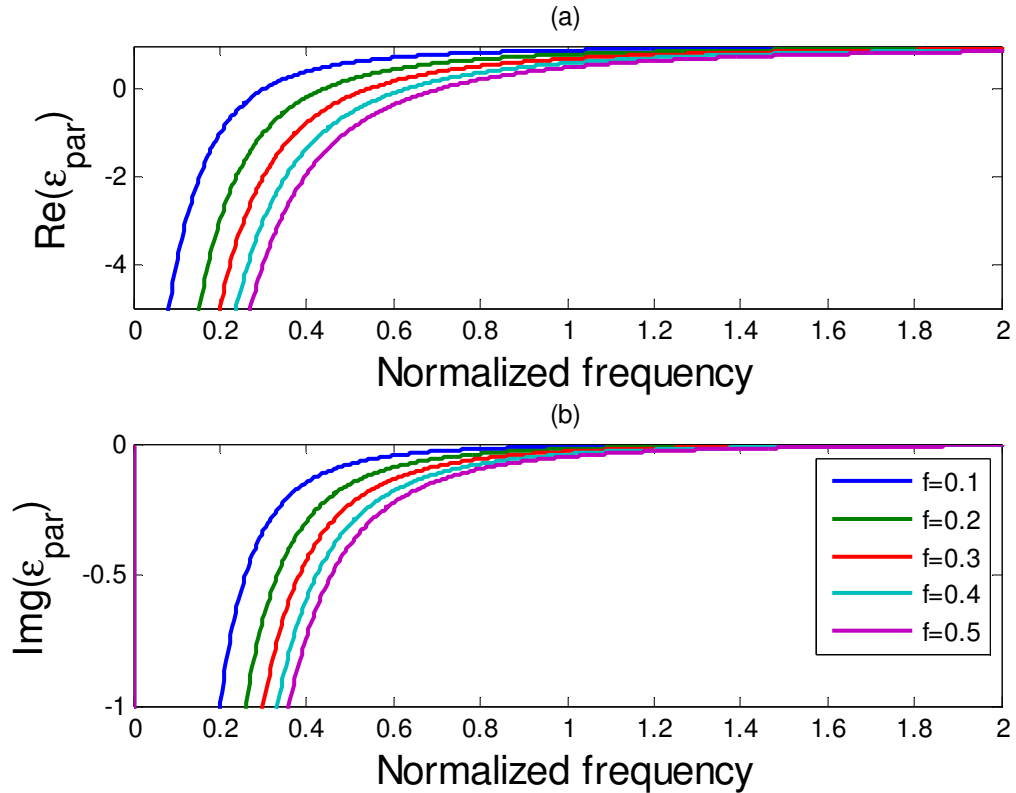 (a)
0
-2
-4
Re(ε_par)
0 0.2 0.4 0.6 0.8 1 1.2 1.4 1.6 1.8 2
Normalized frequency
(b)
0
-0.5
-1
Img(ε_par)
f=0.1
f=0.2
f=0.3
f=0.4
f=0.5
0 0.2 0.4 0.6 0.8 1 1.2 1.4 1.6 1.8 2
Normalized frequency